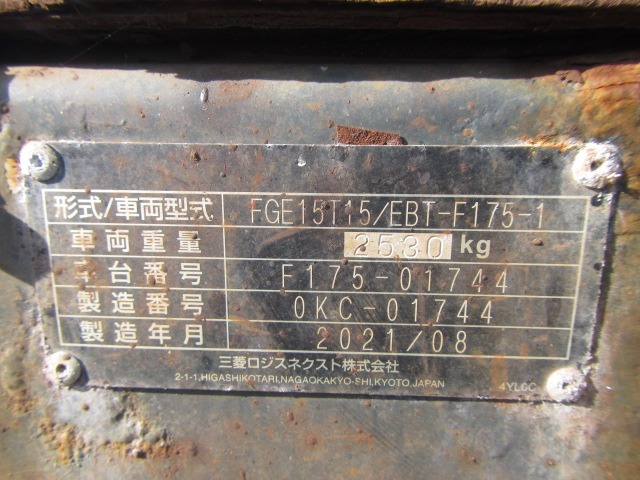 形式/車両型式 FGE15T15/EBT-F175-1
車両重量 2530 kg
車台番号 F175-01744
製造番号 0KC-01744
製造年月 2021/08
三菱ロジスネクスト株式会社
2-1-1,HIGASHIKOTARI,NAGAOKAKYO-SHI,KYOTO,JAPAN 4YL6C